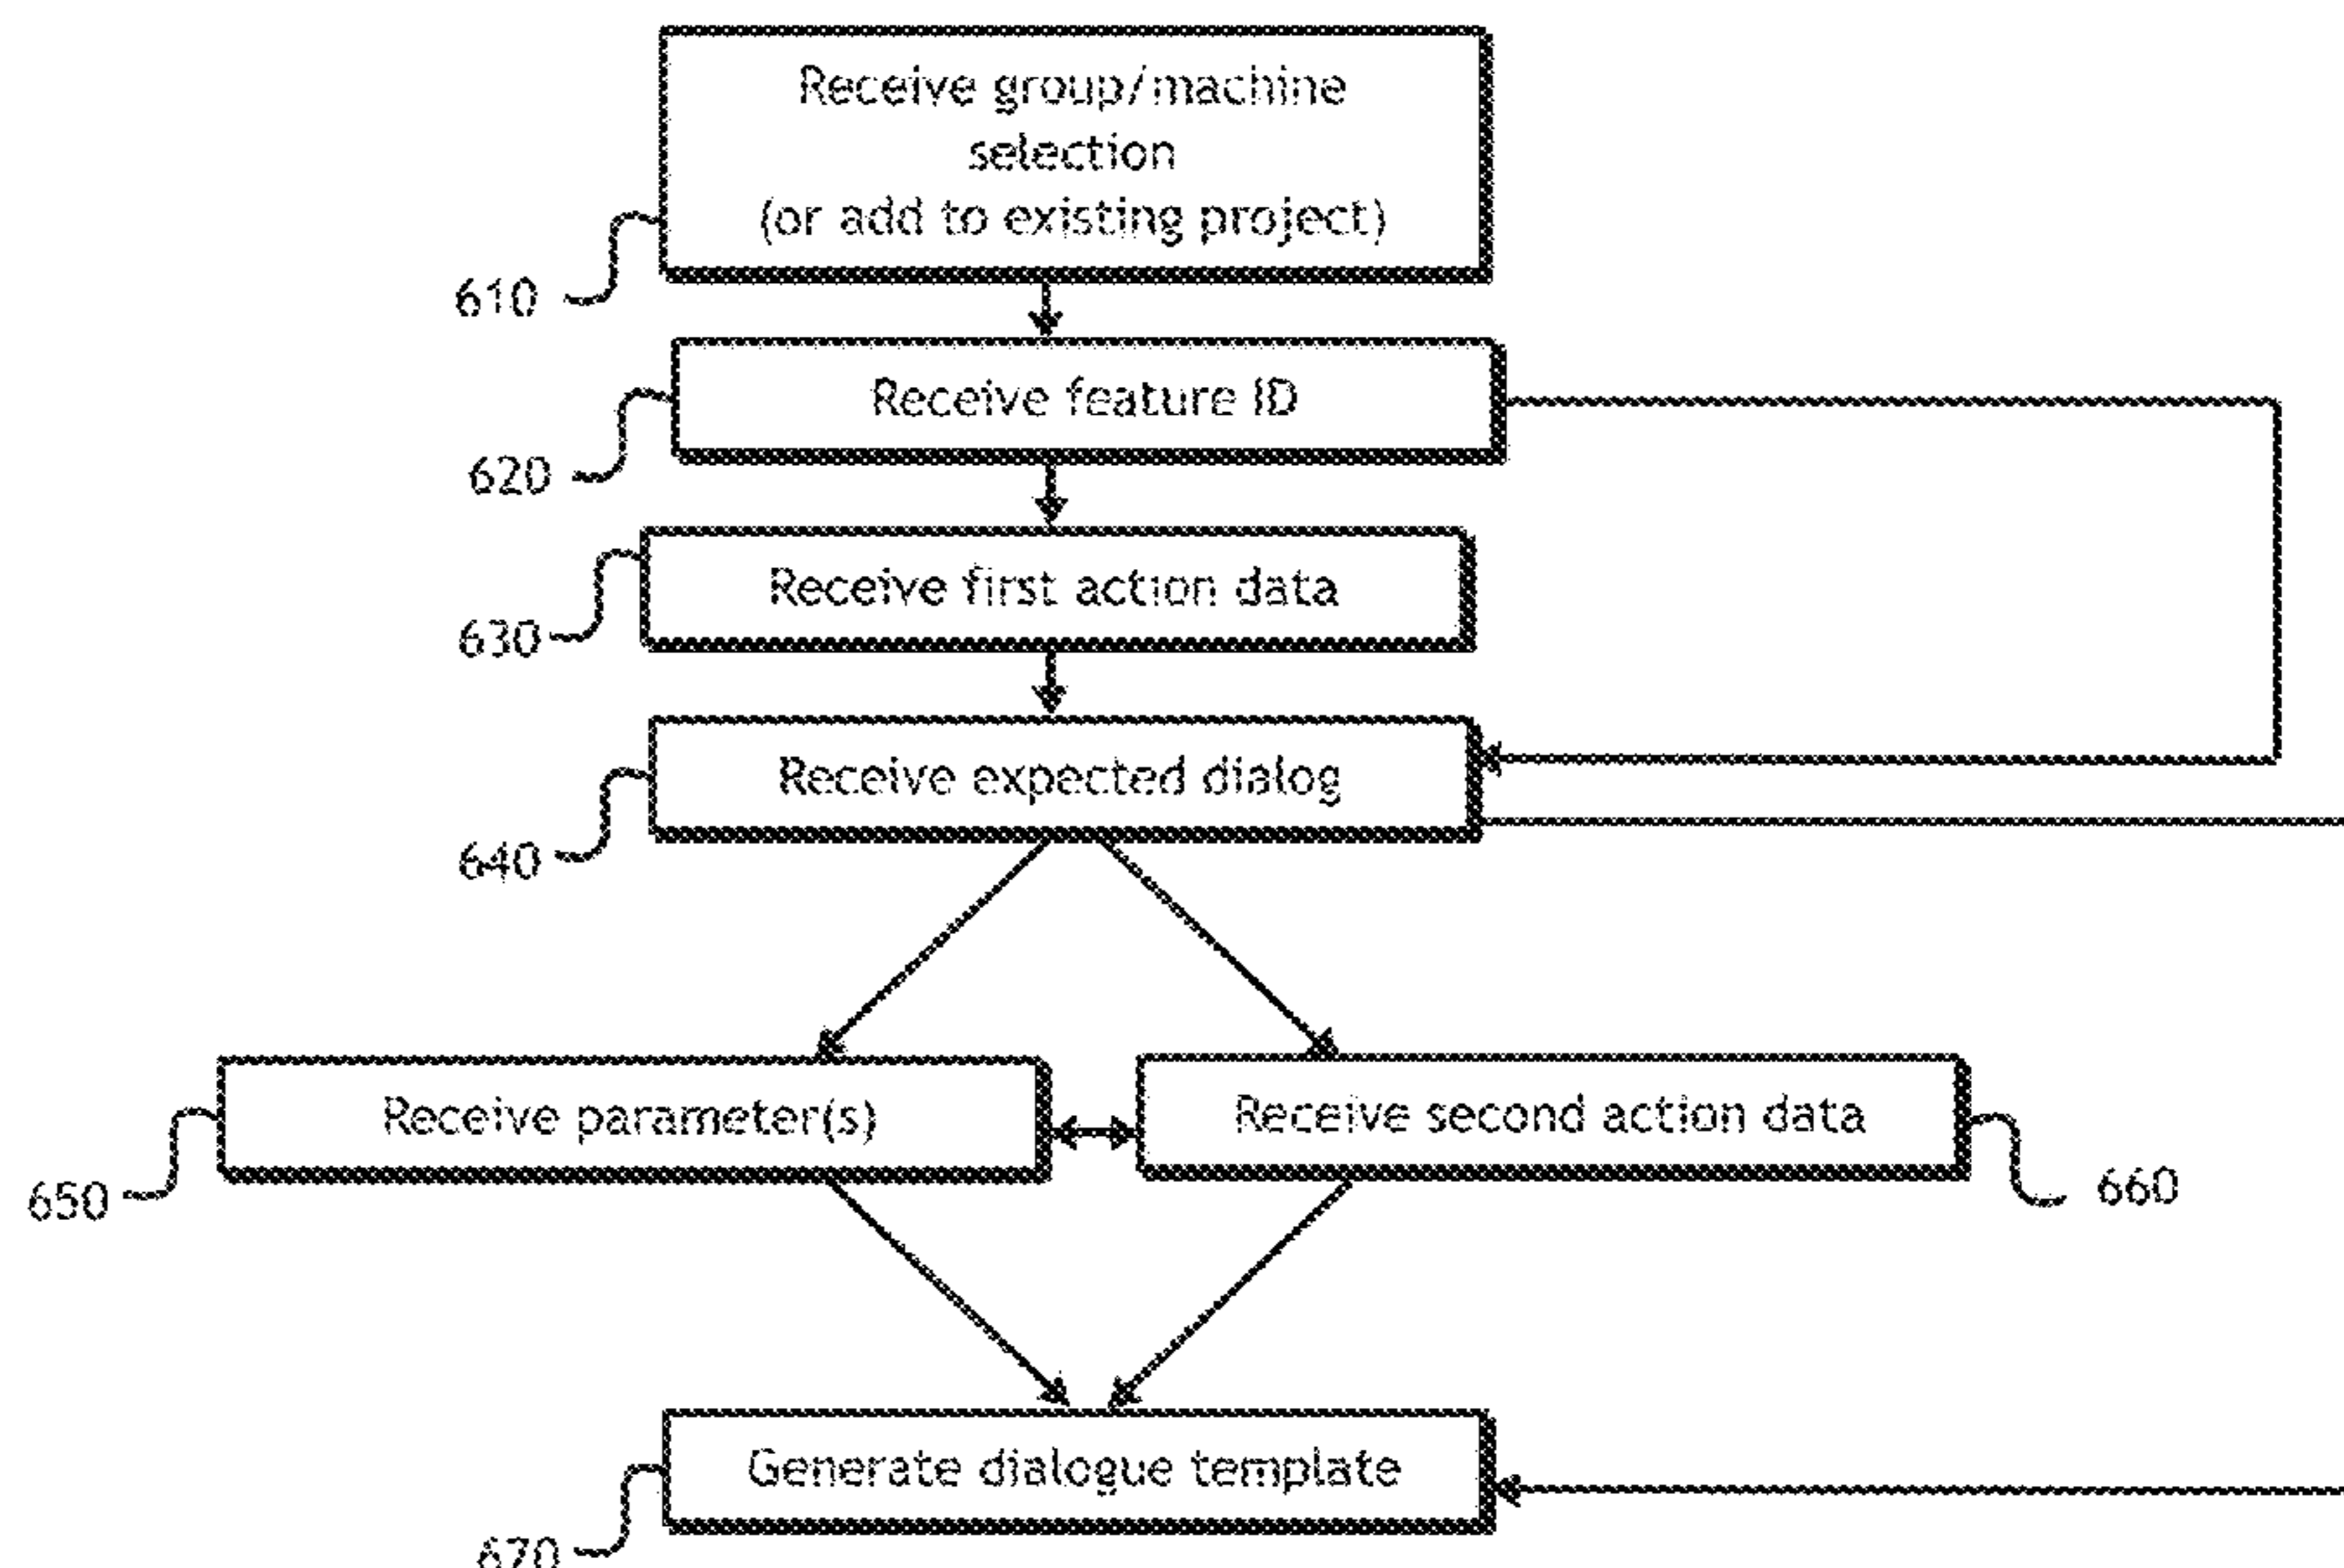 Receive group/machine
selection
(or add to existing project)
610
Receive feature ID
620
Receive first action data
630
Receive expected dialog
640
Receive parameter(s)
650
Receive second action data
660
Generate dialogue template
670